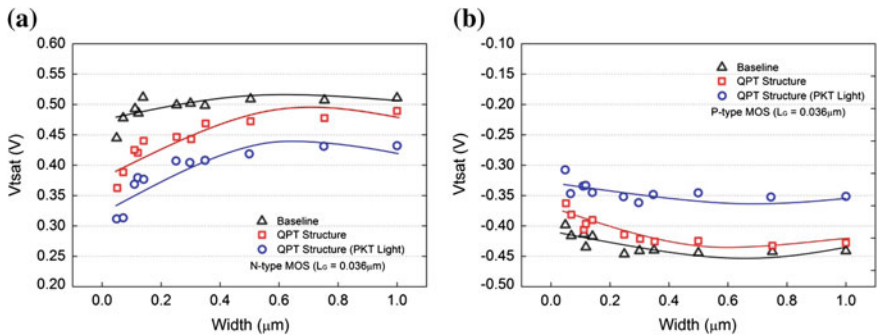 (a)
0.60
0.55
0.50
0.45
0.40
0.35
0.30
0.25
0.20
Vtsat (V)
Baseline
QPT Structure
QPT Structure (PKT Light)
N-type MOS (LG = 0.036μm)
0.0 0.2 0.4 0.6 0.8 1.0
Width (μm)
(b)
-0.10
-0.15
-0.20
-0.25
-0.30
-0.35
-0.40
-0.45
-0.50
Vtsat (V)
Baseline
QPT Structure
QPT Structure (PKT Light)
P-type MOS (LG = 0.036μm)
0.0 0.2 0.4 0.6 0.8 1.0
Width (μm)